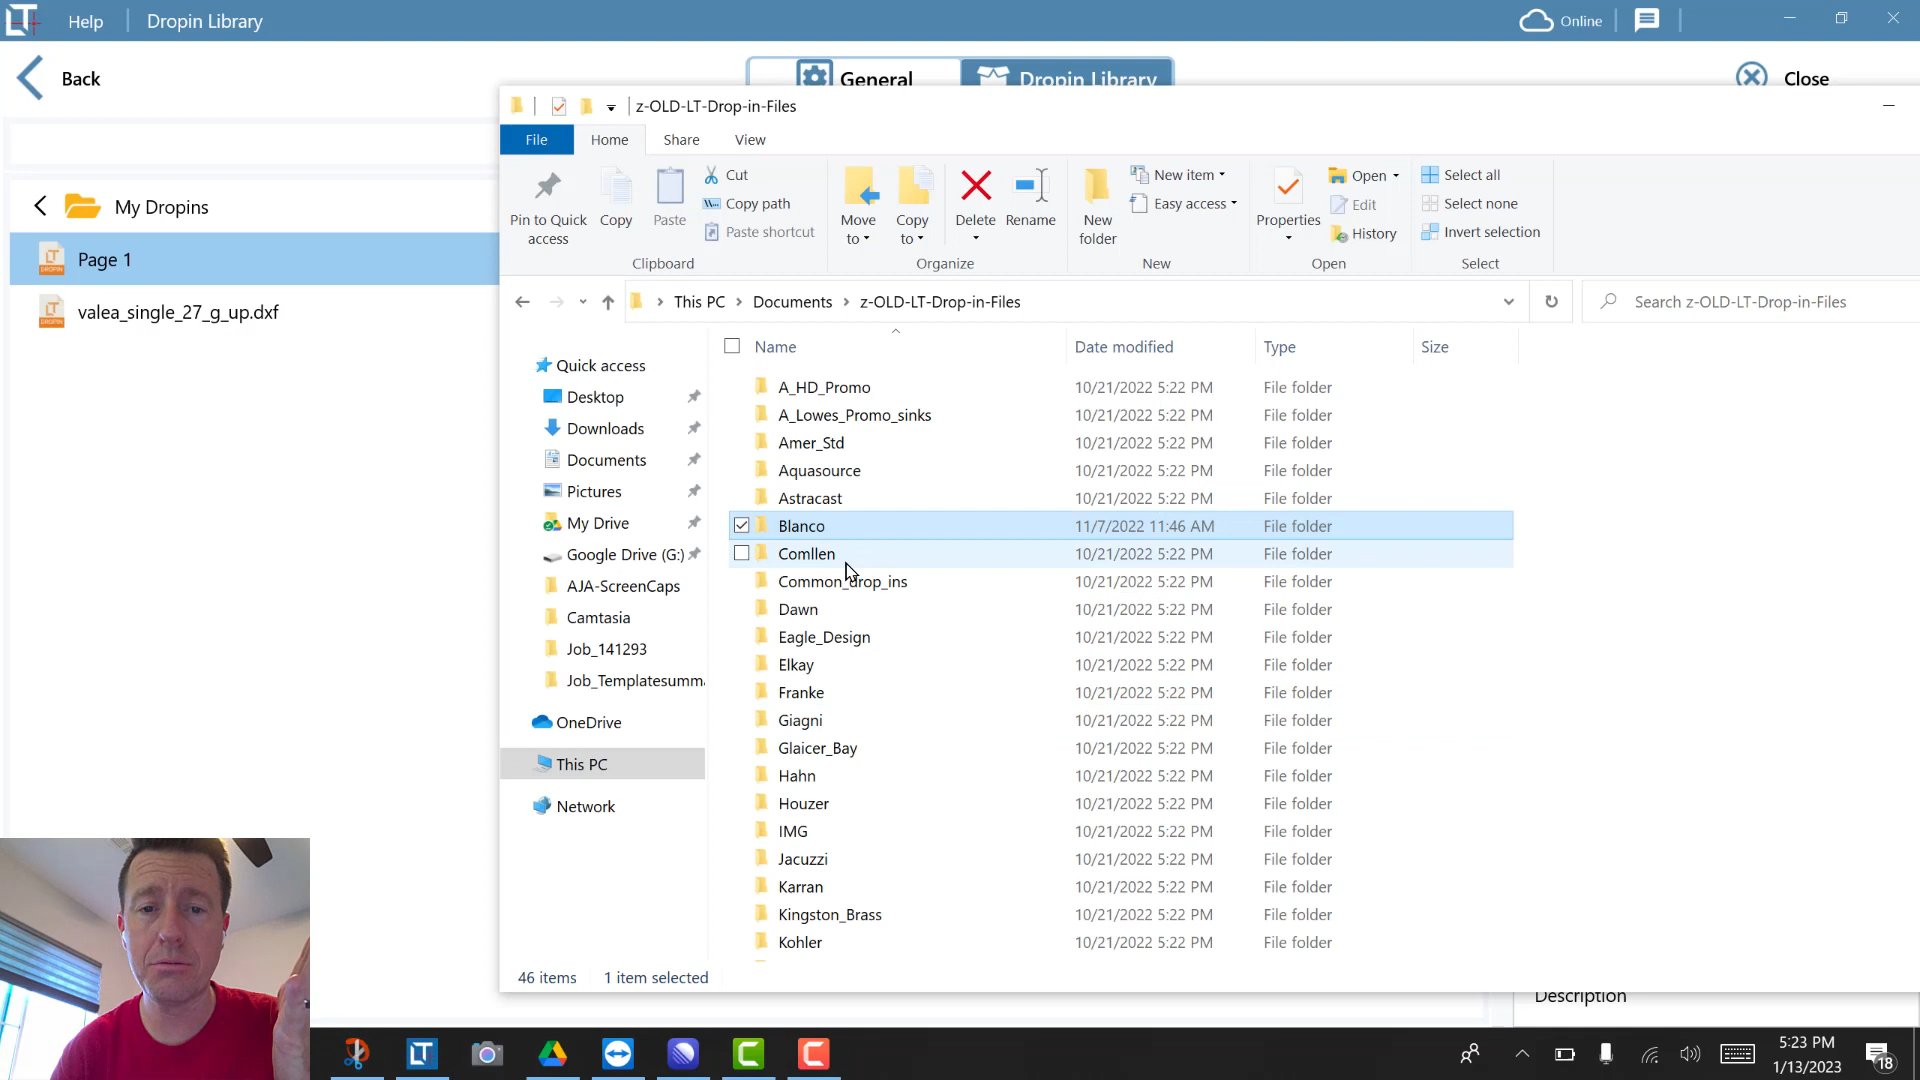 LT Help Dropin Library Online
Back General Dropin Library Close
z-OLD-LT-Drop-in-Files
File Home Share View
Pin to Quick access
Copy
Paste
Cut
Copy path
Paste shortcut
Clipboard
Move to
Copy to
Delete
Rename
Organize
New folder
New item
Easy access
New
Properties
Open
Edit
History
Open
Select all
Select none
Invert selection
Select
This PC Documents z-OLD-LT-Drop-in-Files Search z-OLD-LT-Drop-in-Files
My Dropins
LT DROPIN Page 1
LT DROPIN valea_single_27_g_up.dxf
Quick access
Desktop
Downloads
Documents
Pictures
My Drive
Google Drive (G:)
AJA-ScreenCaps
Camtasia
Job_141293
Job_Templatesumma
OneDrive
This PC
Network
Name Date modified Type Size
A_HD_Promo 10/21/2022 5:22 PM File folder
A_Lowes_Promo_sinks 10/21/2022 5:22 PM File folder
Amer_Std 10/21/2022 5:22 PM File folder
Aquasource 10/21/2022 5:22 PM File folder
Astracast 10/21/2022 5:22 PM File folder
Blanco 11/7/2022 11:46 AM File folder
Comllen 10/21/2022 5:22 PM File folder
Common_drop_ins 10/21/2022 5:22 PM File folder
Dawn 10/21/2022 5:22 PM File folder
Eagle_Design 10/21/2022 5:22 PM File folder
Elkay 10/21/2022 5:22 PM File folder
Franke 10/21/2022 5:22 PM File folder
Giagni 10/21/2022 5:22 PM File folder
Glaicer_Bay 10/21/2022 5:22 PM File folder
Hahn 10/21/2022 5:22 PM File folder
Houzer 10/21/2022 5:22 PM File folder
IMG 10/21/2022 5:22 PM File folder
Jacuzzi 10/21/2022 5:22 PM File folder
Karran 10/21/2022 5:22 PM File folder
Kingston_Brass 10/21/2022 5:22 PM File folder
Kohler 10/21/2022 5:22 PM File folder
46 items 1 item selected
Description
LT
5:23 PM
1/13/2023
18